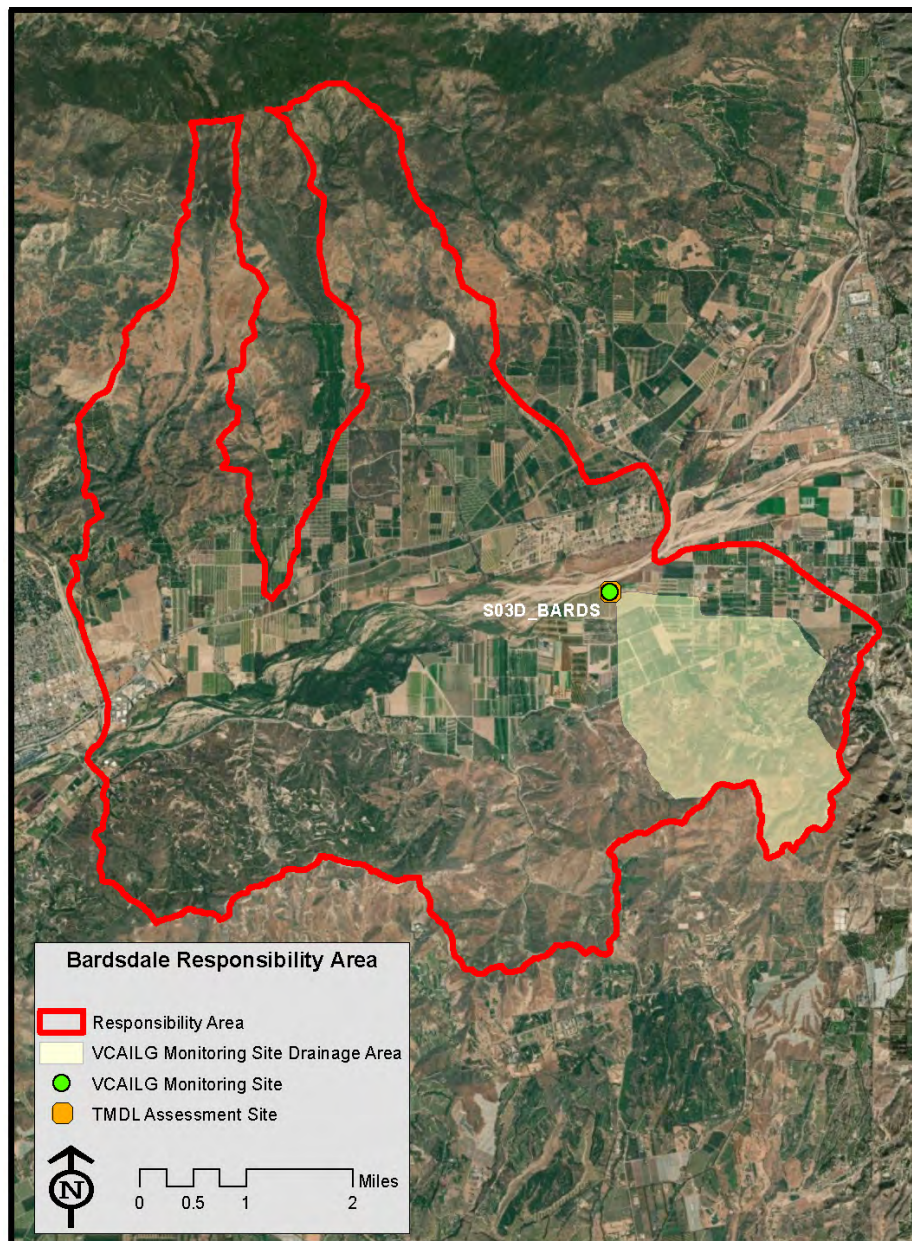 S03D_BARDS
Bardsdale Responsibility Area
Responsibility Area
VCAILG Monitoring Site Drainage Area
VCAILG Monitoring Site
TMDL Assessment Site
N
Miles
0 0.5 1 2